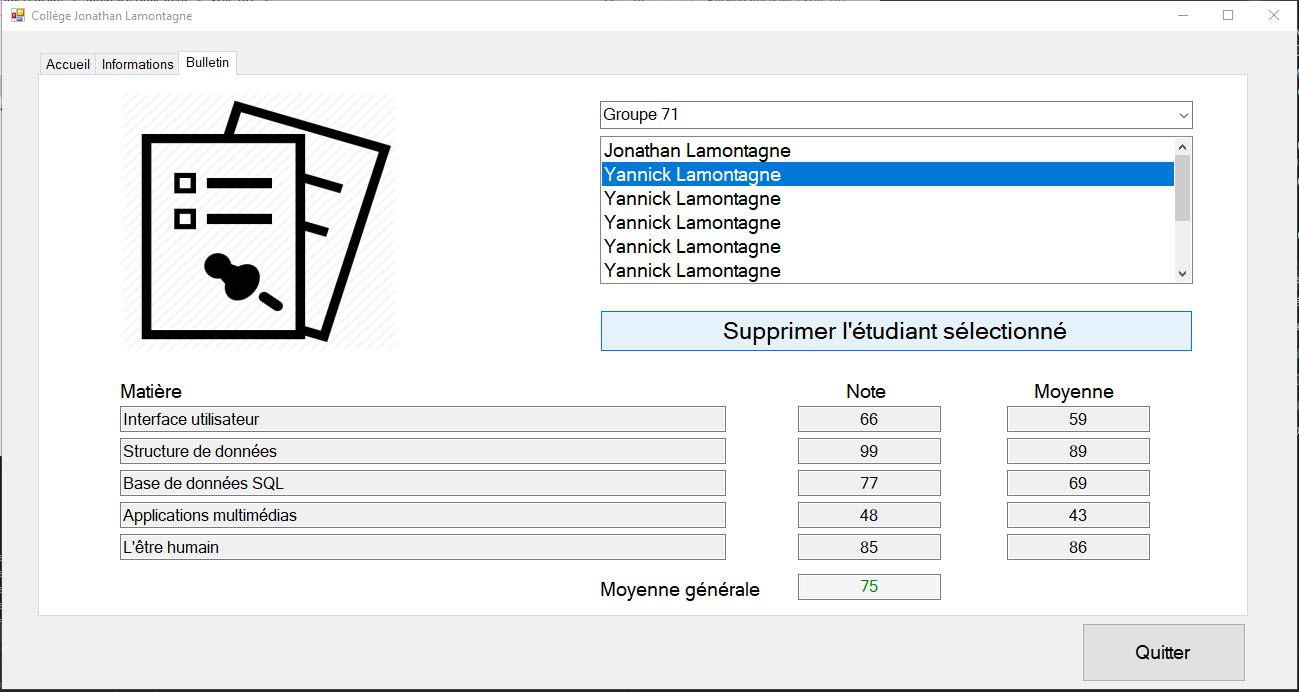 Collège Jonathan Lamontagne
Accueil Informations Bulletin
Groupe 71
Jonathan Lamontagne
Yannick Lamontagne
Yannick Lamontagne
Yannick Lamontagne
Yannick Lamontagne
Yannick Lamontagne
Supprimer l'étudiant sélectionné
Matière Note Moyenne
Interface utilisateur 66 59
Structure de données 99 89
Base de données SQL 77 69
Applications multimédias 48 43
L'être humain 85 86
Moyenne générale 75
Quitter